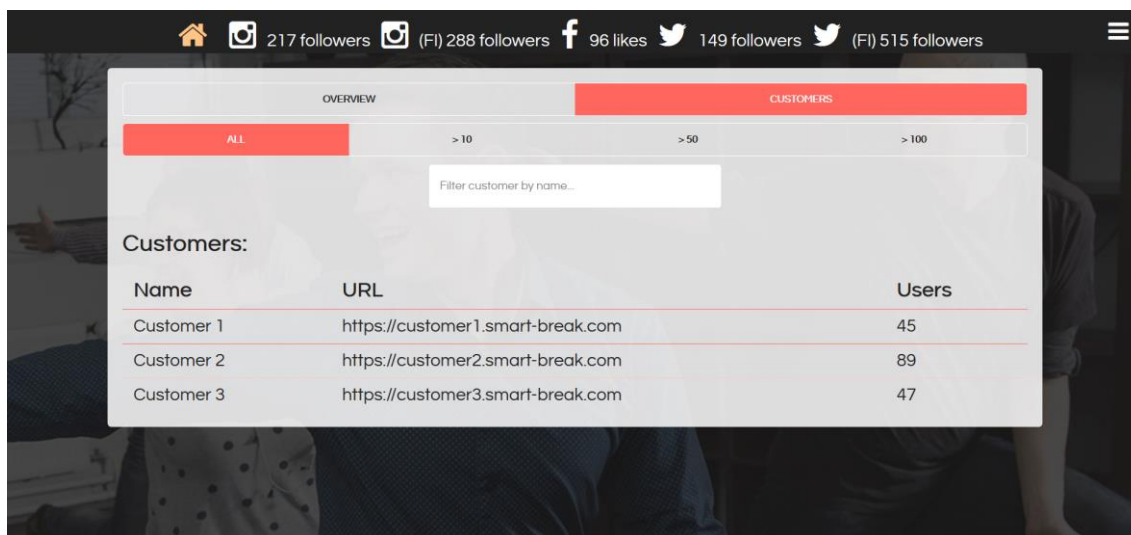 217 followers (FI) 288 followers 96 likes 149 followers (FI) 515 followers
OVERVIEW CUSTOMERS
ALL > 10 > 50 > 100
Filter customer by name...
Customers:
Name URL Users
Customer 1 https://customer1.smart-break.com 45
Customer 2 https://customer2.smart-break.com 89
Customer 3 https://customer3.smart-break.com 47